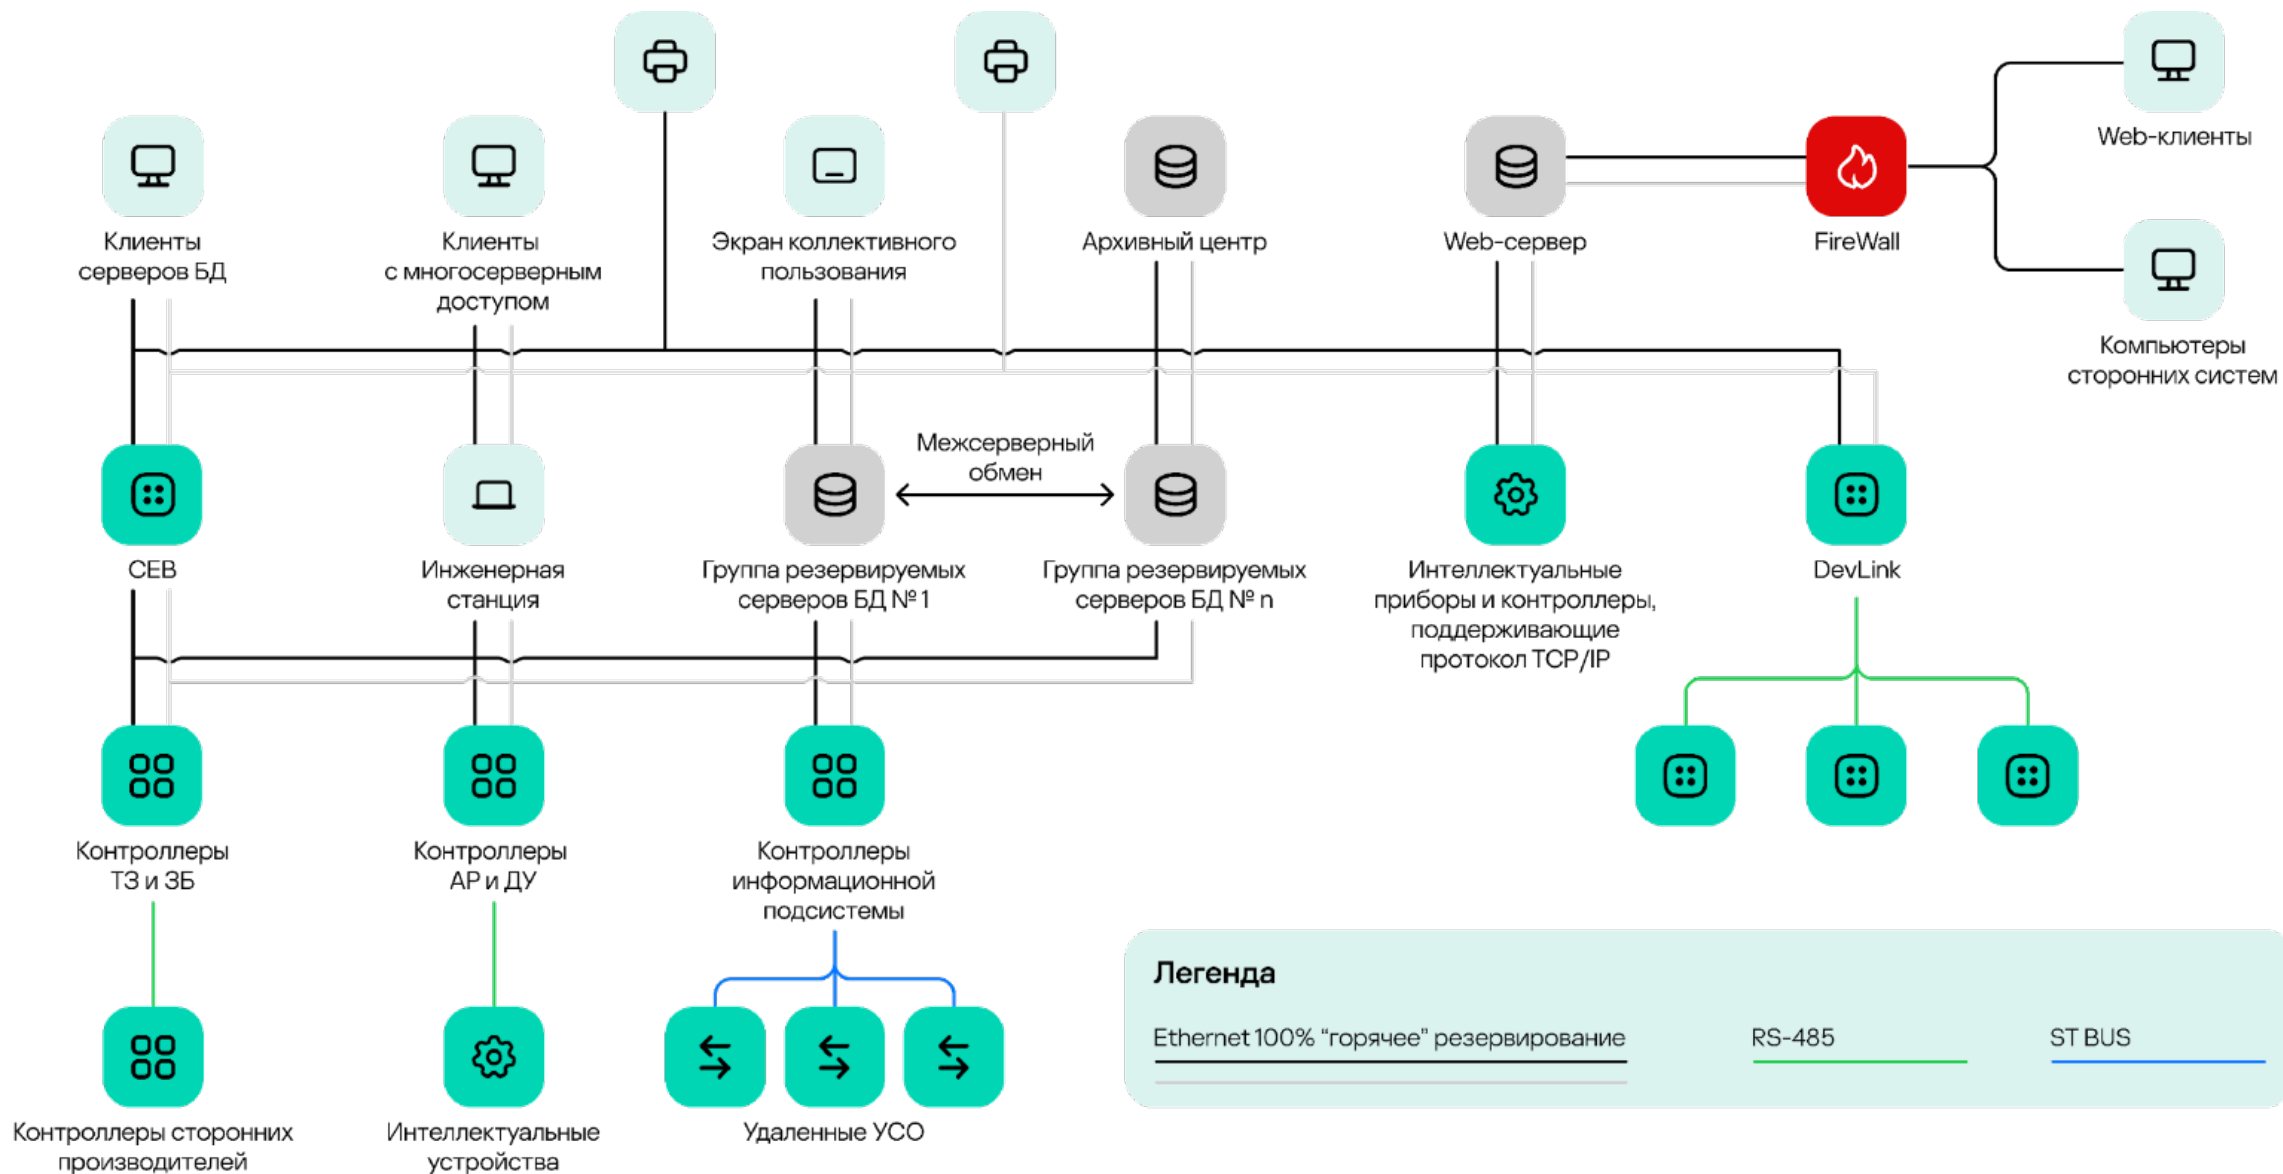 Web-клиенты
Клиенты
серверов БД
Клиенты
с многосерверным
доступом
Экран коллективного
пользования
Архивный центр
Web-сервер
FireWall
Компьютеры
сторонних систем
Межсерверный
обмен
СЕВ
Инженерная
станция
Группа резервируемых
серверов БД № 1
Группа резервируемых
серверов БД № n
Интеллектуальные
приборы и контроллеры,
поддерживающие
протокол TCP/IP
DevLink
Контроллеры
ТЗ и ЗБ
Контроллеры
АР и ДУ
Контроллеры
информационной
подсистемы
Легенда
Ethernet 100% “горячее” резервирование
RS-485
ST BUS
Контроллеры сторонних
производителей
Интеллектуальные
устройства
Удаленные УСО